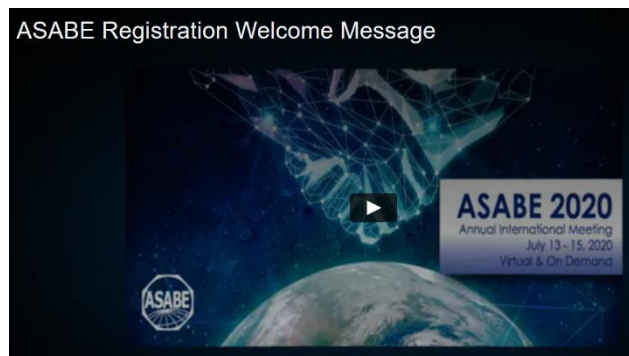 ASABE Registration Welcome Message
ASABE 2020
Annual International Meeting
July 13 - 15, 2020
Virtual & On Demand
ASABE